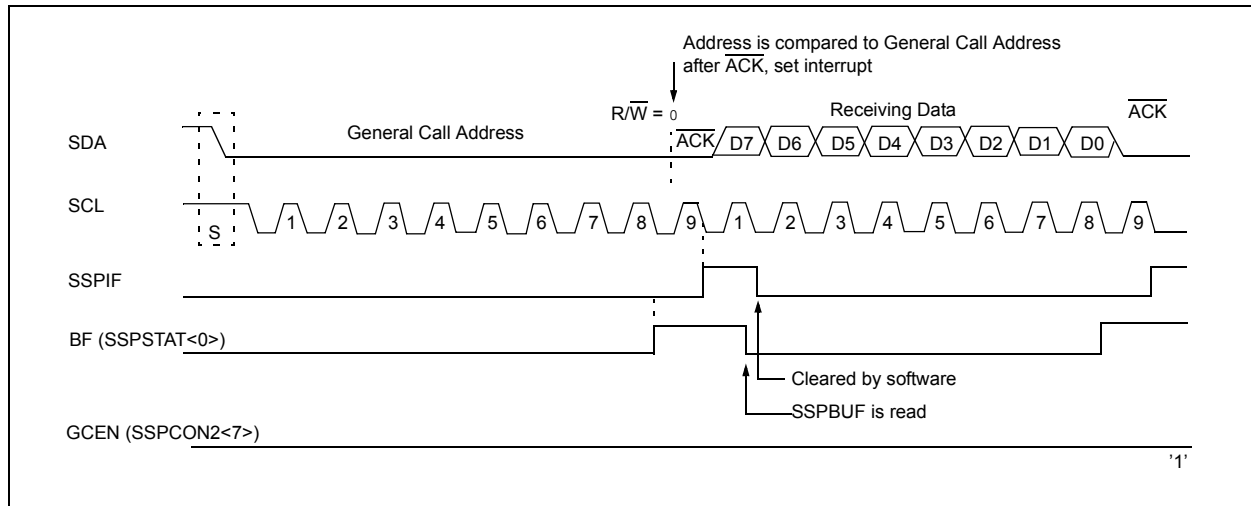 Address is compared to General Call Address
after ACK, set interrupt
R/W = 0
Receiving Data
ACK
SDA
General Call Address
ACK
D7 D6 D5 D4 D3 D2 D1 D0
SCL
S
1 2 3 4 5 6 7 8 9 1 2 3 4 5 6 7 8 9
SSPIF
BF (SSPSTAT<0>)
Cleared by software
SSPBUF is read
GCEN (SSPCON2<7>)
’1’